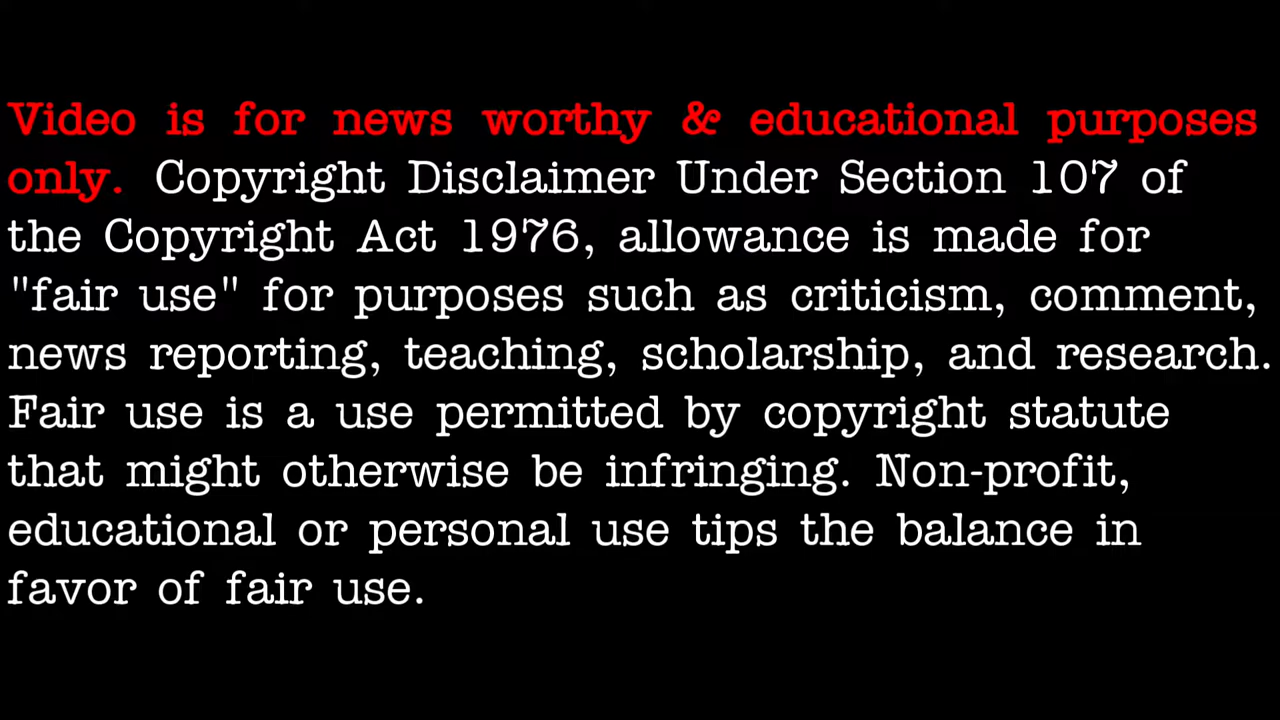 Video is for news worthy & educational purposes
only. Copyright Disclaimer Under Section 107 of
the Copyright Act 1976, allowance is made for
"fair use" for purposes such as criticism, comment,
news reporting, teaching, scholarship, and research.
Fair use is a use permitted by copyright statute
that might otherwise be infringing. Non-profit,
educational or personal use tips the balance in
favor of fair use.